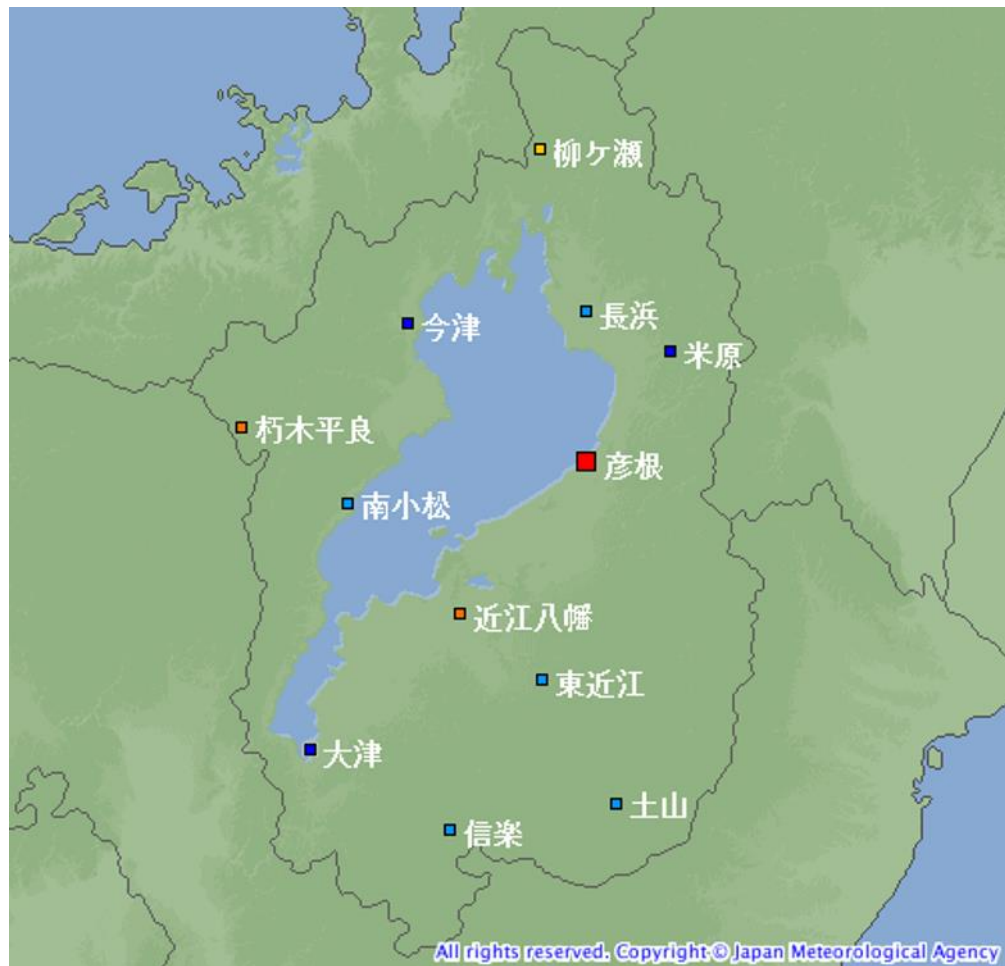 柳ケ瀬
長浜
今津
米原
朽木平良
彦根
南小松
近江八幡
東近江
大津
土山
信楽
All rights reserved. Copyright © Japan Meteorological Agency